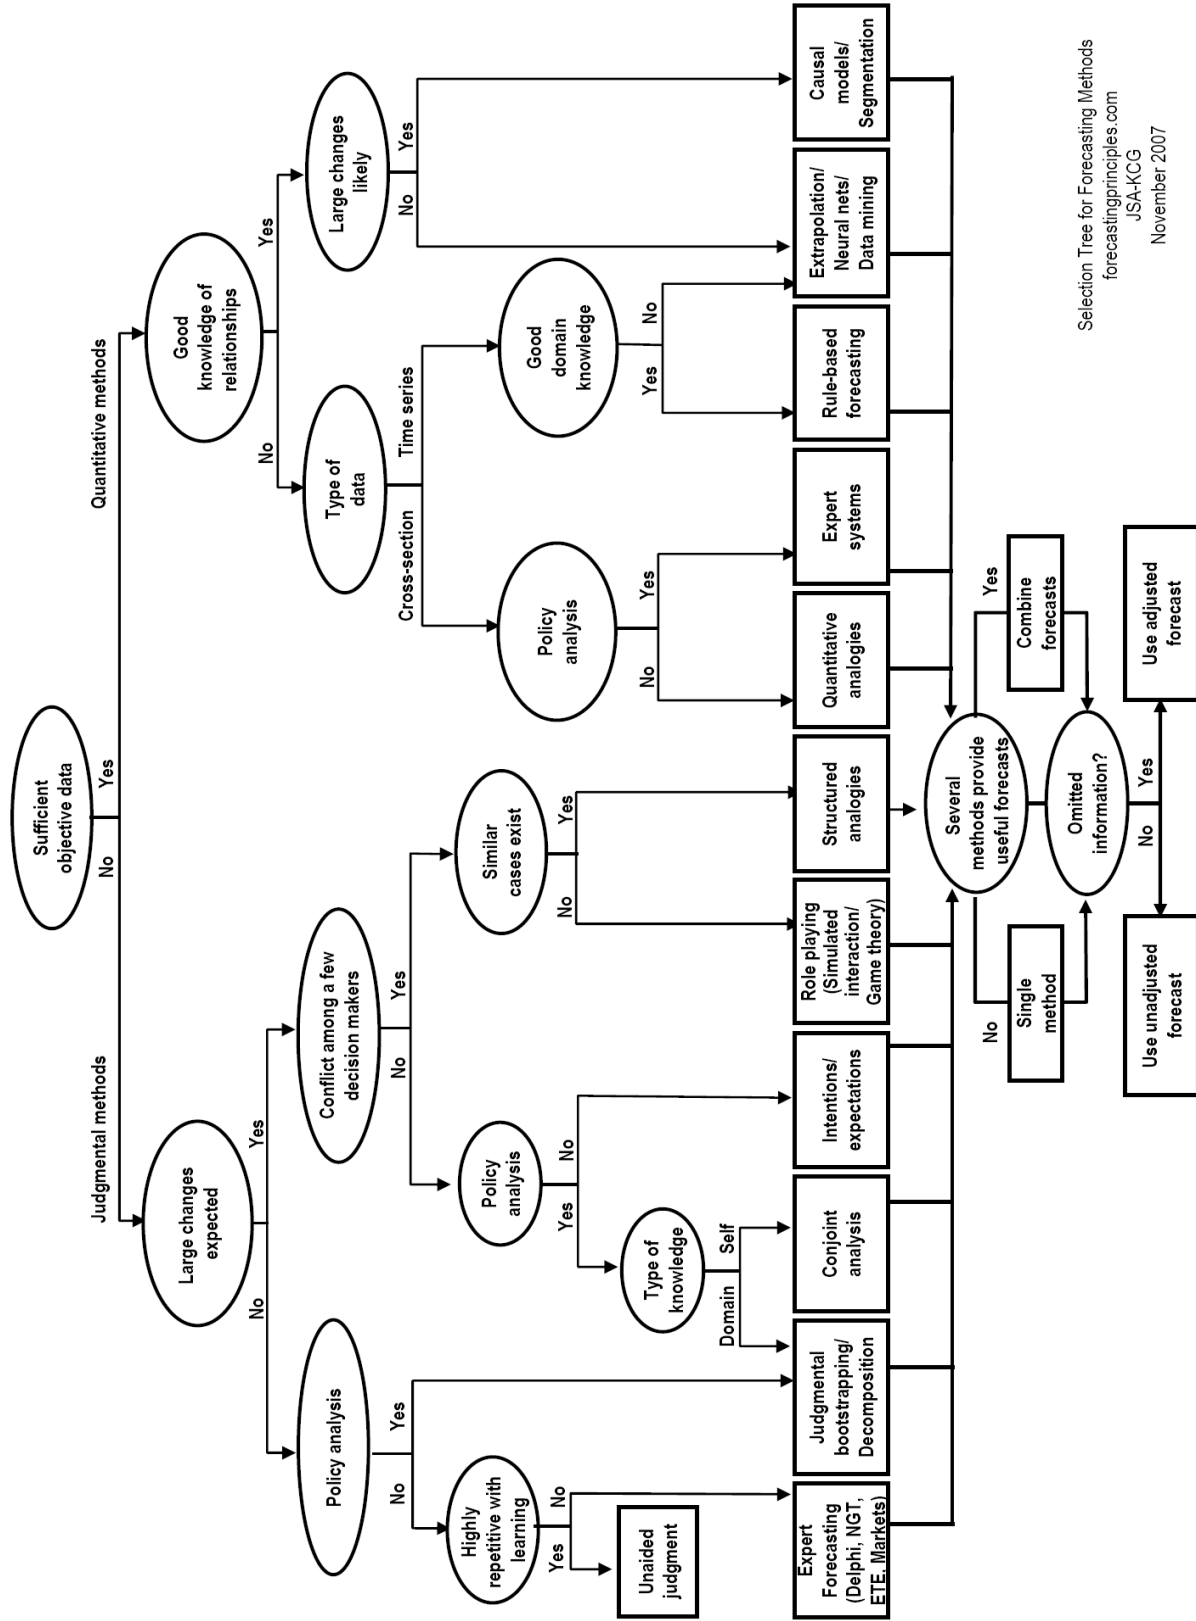 Sufficient
objective data
No
Yes
Judgmental methods
Quantitative methods
Large changes
expected
Good
knowledge of
relationships
No
Yes
No
Yes
Policy analysis
Conflict among a few
decision makers
Type of
data
Large changes
likely
No
Yes
No
Yes
Cross-section
Time series
No
Yes
Highly
repetitive with
learning
Policy
analysis
Similar
cases exist
Policy
analysis
Good
domain
knowledge
Yes
No
Yes
No
No
Yes
No
Yes
Yes
No
Unaided
judgment
Type of
knowledge
Domain
Self
Expert
Forecasting
(Delphi, NGT,
ETE, Markets)
Judgmental
bootstrapping/
Decomposition
Conjoint
analysis
Intentions/
expectations
Role playing
(Simulated
interaction/
Game theory)
Structured
analogies
Quantitative
analogies
Expert
systems
Rule-based
forecasting
Extrapolation/
Neural nets/
Data mining
Causal
models/
Segmentation
Several
methods provide
useful forecasts
No
Yes
Single
method
Combine
forecasts
Omitted
information?
No
Yes
Use unadjusted
forecast
Use adjusted
forecast
Selection Tree for Forecasting Methods
forecastingprinciples.com
JSA-KCG
November 2007